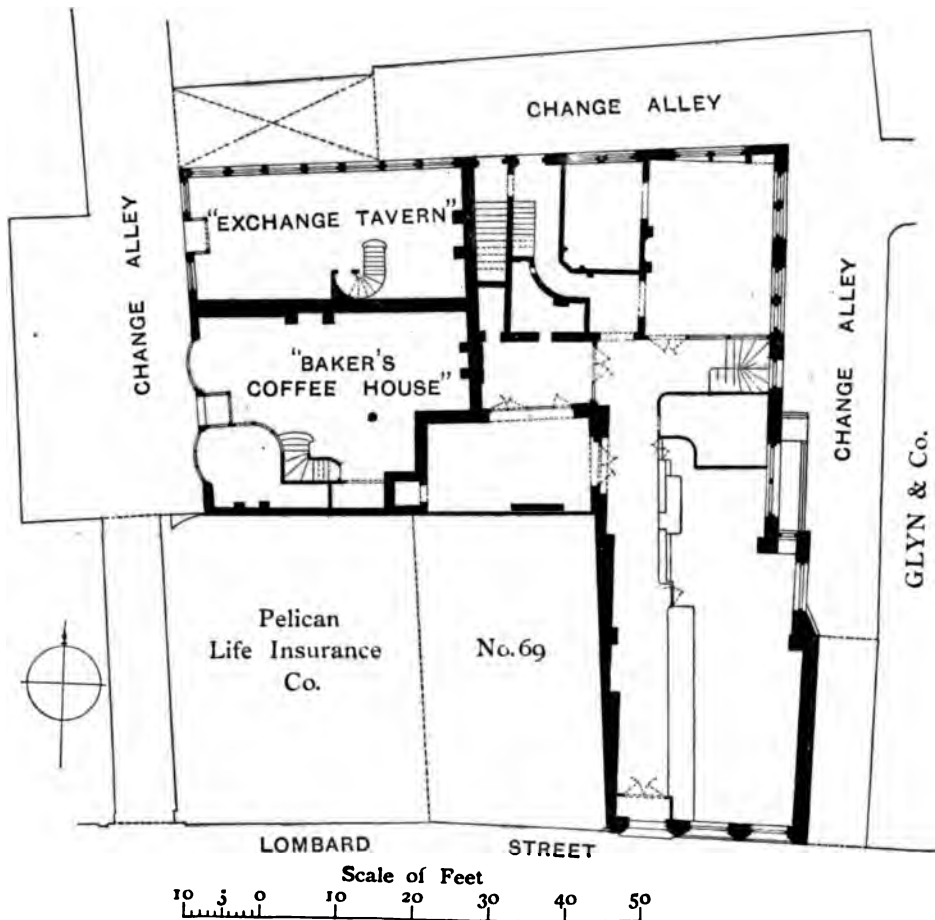 CHANGE ALLEY
"EXCHANGE TAVERN"
CHANGE ALLEY
"BAKER'S
COFFEE HOUSE"
CHANGE ALLEY
GLYN & Co.
Pelican
Life Insurance
Co.
No. 69
LOMBARD STREET
Scale of Feet
10 5 0 10 20 30 40 50